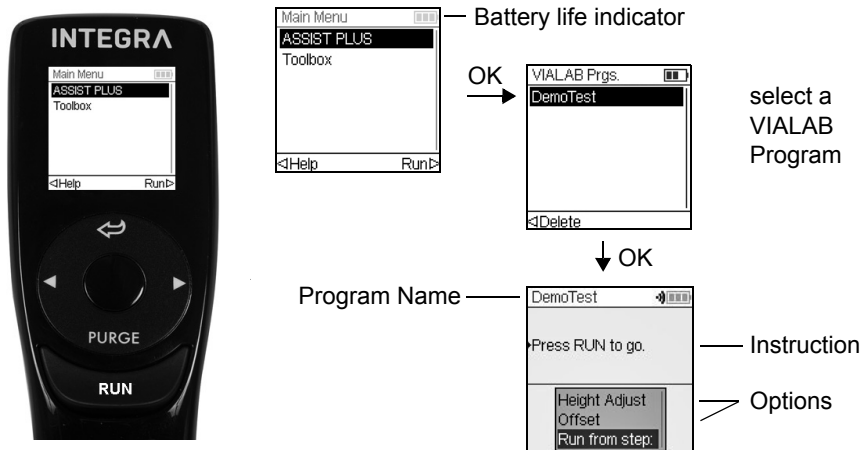 INTEGRA
Main Menu
ASSIST PLUS
Toolbox
◁Help Run▷
PURGE
RUN
Main Menu
ASSIST PLUS
Toolbox
◁Help Run▷
Battery life indicator
OK
VIALAB Prgs.
DemoTest
◁Delete
select a
VIALAB
Program
OK
Program Name
DemoTest
Press RUN to go.
Instruction
Height Adjust
Offset
Run from step:
Options